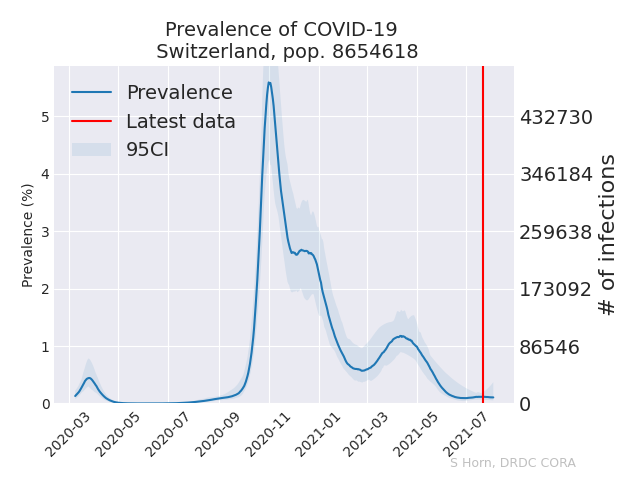 Prevalence of COVID-19
Switzerland, pop. 8654618
Prevalence
Latest data
95CI
Prevalence (%)
5
4
3
2
1
0
432730
346184
259638
173092
86546
0
# of infections
2020-03
2020-05
2020-07
2020-09
2020-11
2021-01
2021-03
2021-05
2021-07
S Horn, DRDC CORA